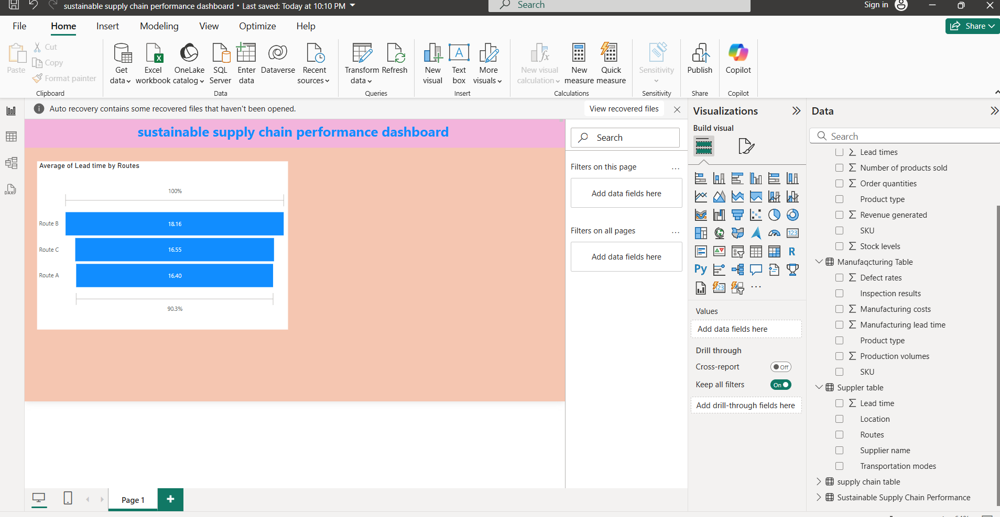 sustainable supply chain performance dashboard • Last saved: Today at 10:10 PM
Search
Sign in
File Home Insert Modeling View Optimize Help
Share
Paste
Cut
Copy
Format painter
Clipboard
Get data
Excel workbook
OneLake catalog
SQL Server
Enter data
Dataverse
Recent sources
Data
Transform data
Refresh
Queries
New visual
Text box
More visuals
Insert
New visual calculation
New measure
Quick measure
Calculations
Sensitivity
Sensitivity
Publish
Share
Copilot
Copilot
Auto recovery contains some recovered files that haven't been opened.
View recovered files
sustainable supply chain performance dashboard
Average of Lead time by Routes
100%
Route B 18.16
Route C 16.55
Route A 16.40
90.3%
Search
Filters on this page ...
Add data fields here
Filters on all pages ...
Add data fields here
Visualizations
Build visual
123
R
Py
123
...
Values
Add data fields here
Drill through
Cross-report Off
Keep all filters On
Add drill-through fields here
Data
Search
Lead times
Number of products sold
Order quantities
Product type
Revenue generated
SKU
Stock levels
Manufaqcturing Table
Defect rates
Inspection results
Manufacturing costs
Manufacturing lead time
Product type
Production volumes
SKU
Suppler table
Lead time
Location
Routes
Supplier name
Transportation modes
supply chain table
Sustainable Supply Chain Performance
DAX
Page 1